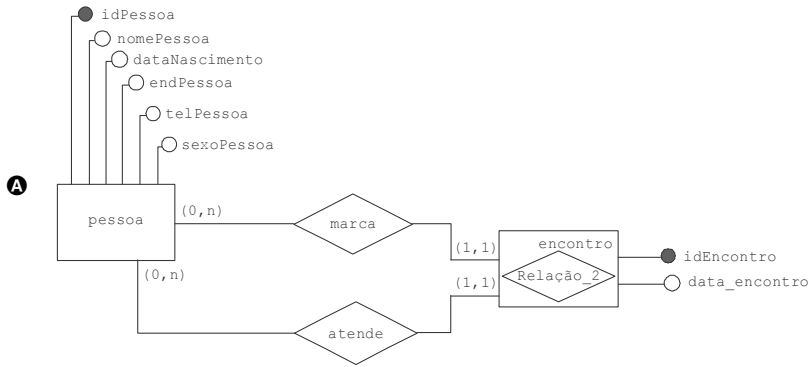 idPessoa
nomePessoa
dataNascimento
endPessoa
telPessoa
sexoPessoa
A
pessoa
(0,n)
marca
(0,n)
(1,1)
encontro
idEncontro
Relação_2
data_encontro
(1,1)
atende